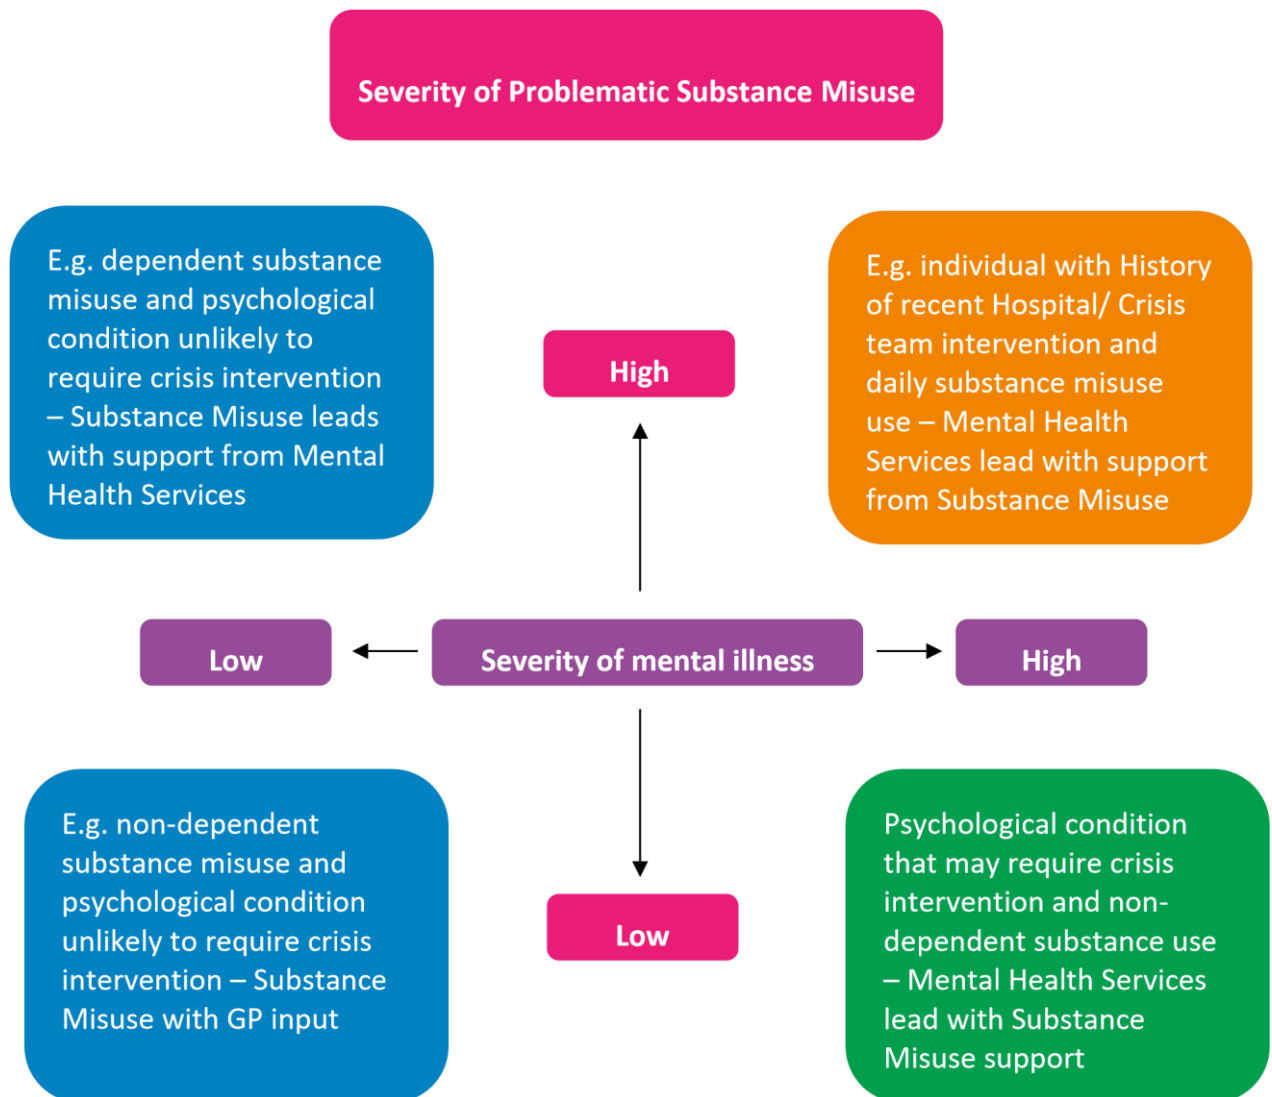 Severity of Problematic Substance Misuse
E.g. dependent substance
misuse and psychological
condition unlikely to
require crisis intervention
– Substance Misuse leads
with support from Mental
Health Services
High
E.g. individual with History
of recent Hospital/ Crisis
team intervention and
daily substance misuse
use – Mental Health
Services lead with support
from Substance Misuse
Low
Severity of mental illness
High
E.g. non-dependent
substance misuse and
psychological condition
unlikely to require crisis
intervention – Substance
Misuse with GP input
Low
Psychological condition
that may require crisis
intervention and non-
dependent substance use
– Mental Health Services
lead with Substance
Misuse support